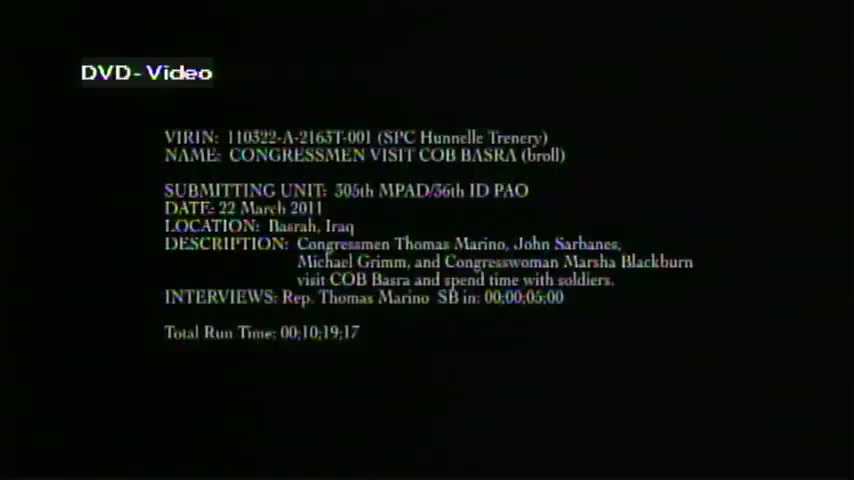 DVD-Video
VIRIN: 110322-A-2163T-001 (SPC Hunnelle Trenery)
NAME: CONGRESSMEN VISIT COB BASRA (broll)
SUBMITTING UNIT: 305th MPAD/36th ID PAO
DATE: 22 March 2011
LOCATION: Basrah, Iraq
DESCRIPTION: Congressmen Thomas Marino, John Sarbanes,
Michael Grimm, and Congresswoman Marsha Blackburn
visit COB Basra and spend time with soldiers.
INTERVIEWS: Rep. Thomas Marino SB in: 00;00;05;00
Total Run Time: 00;10;19;17